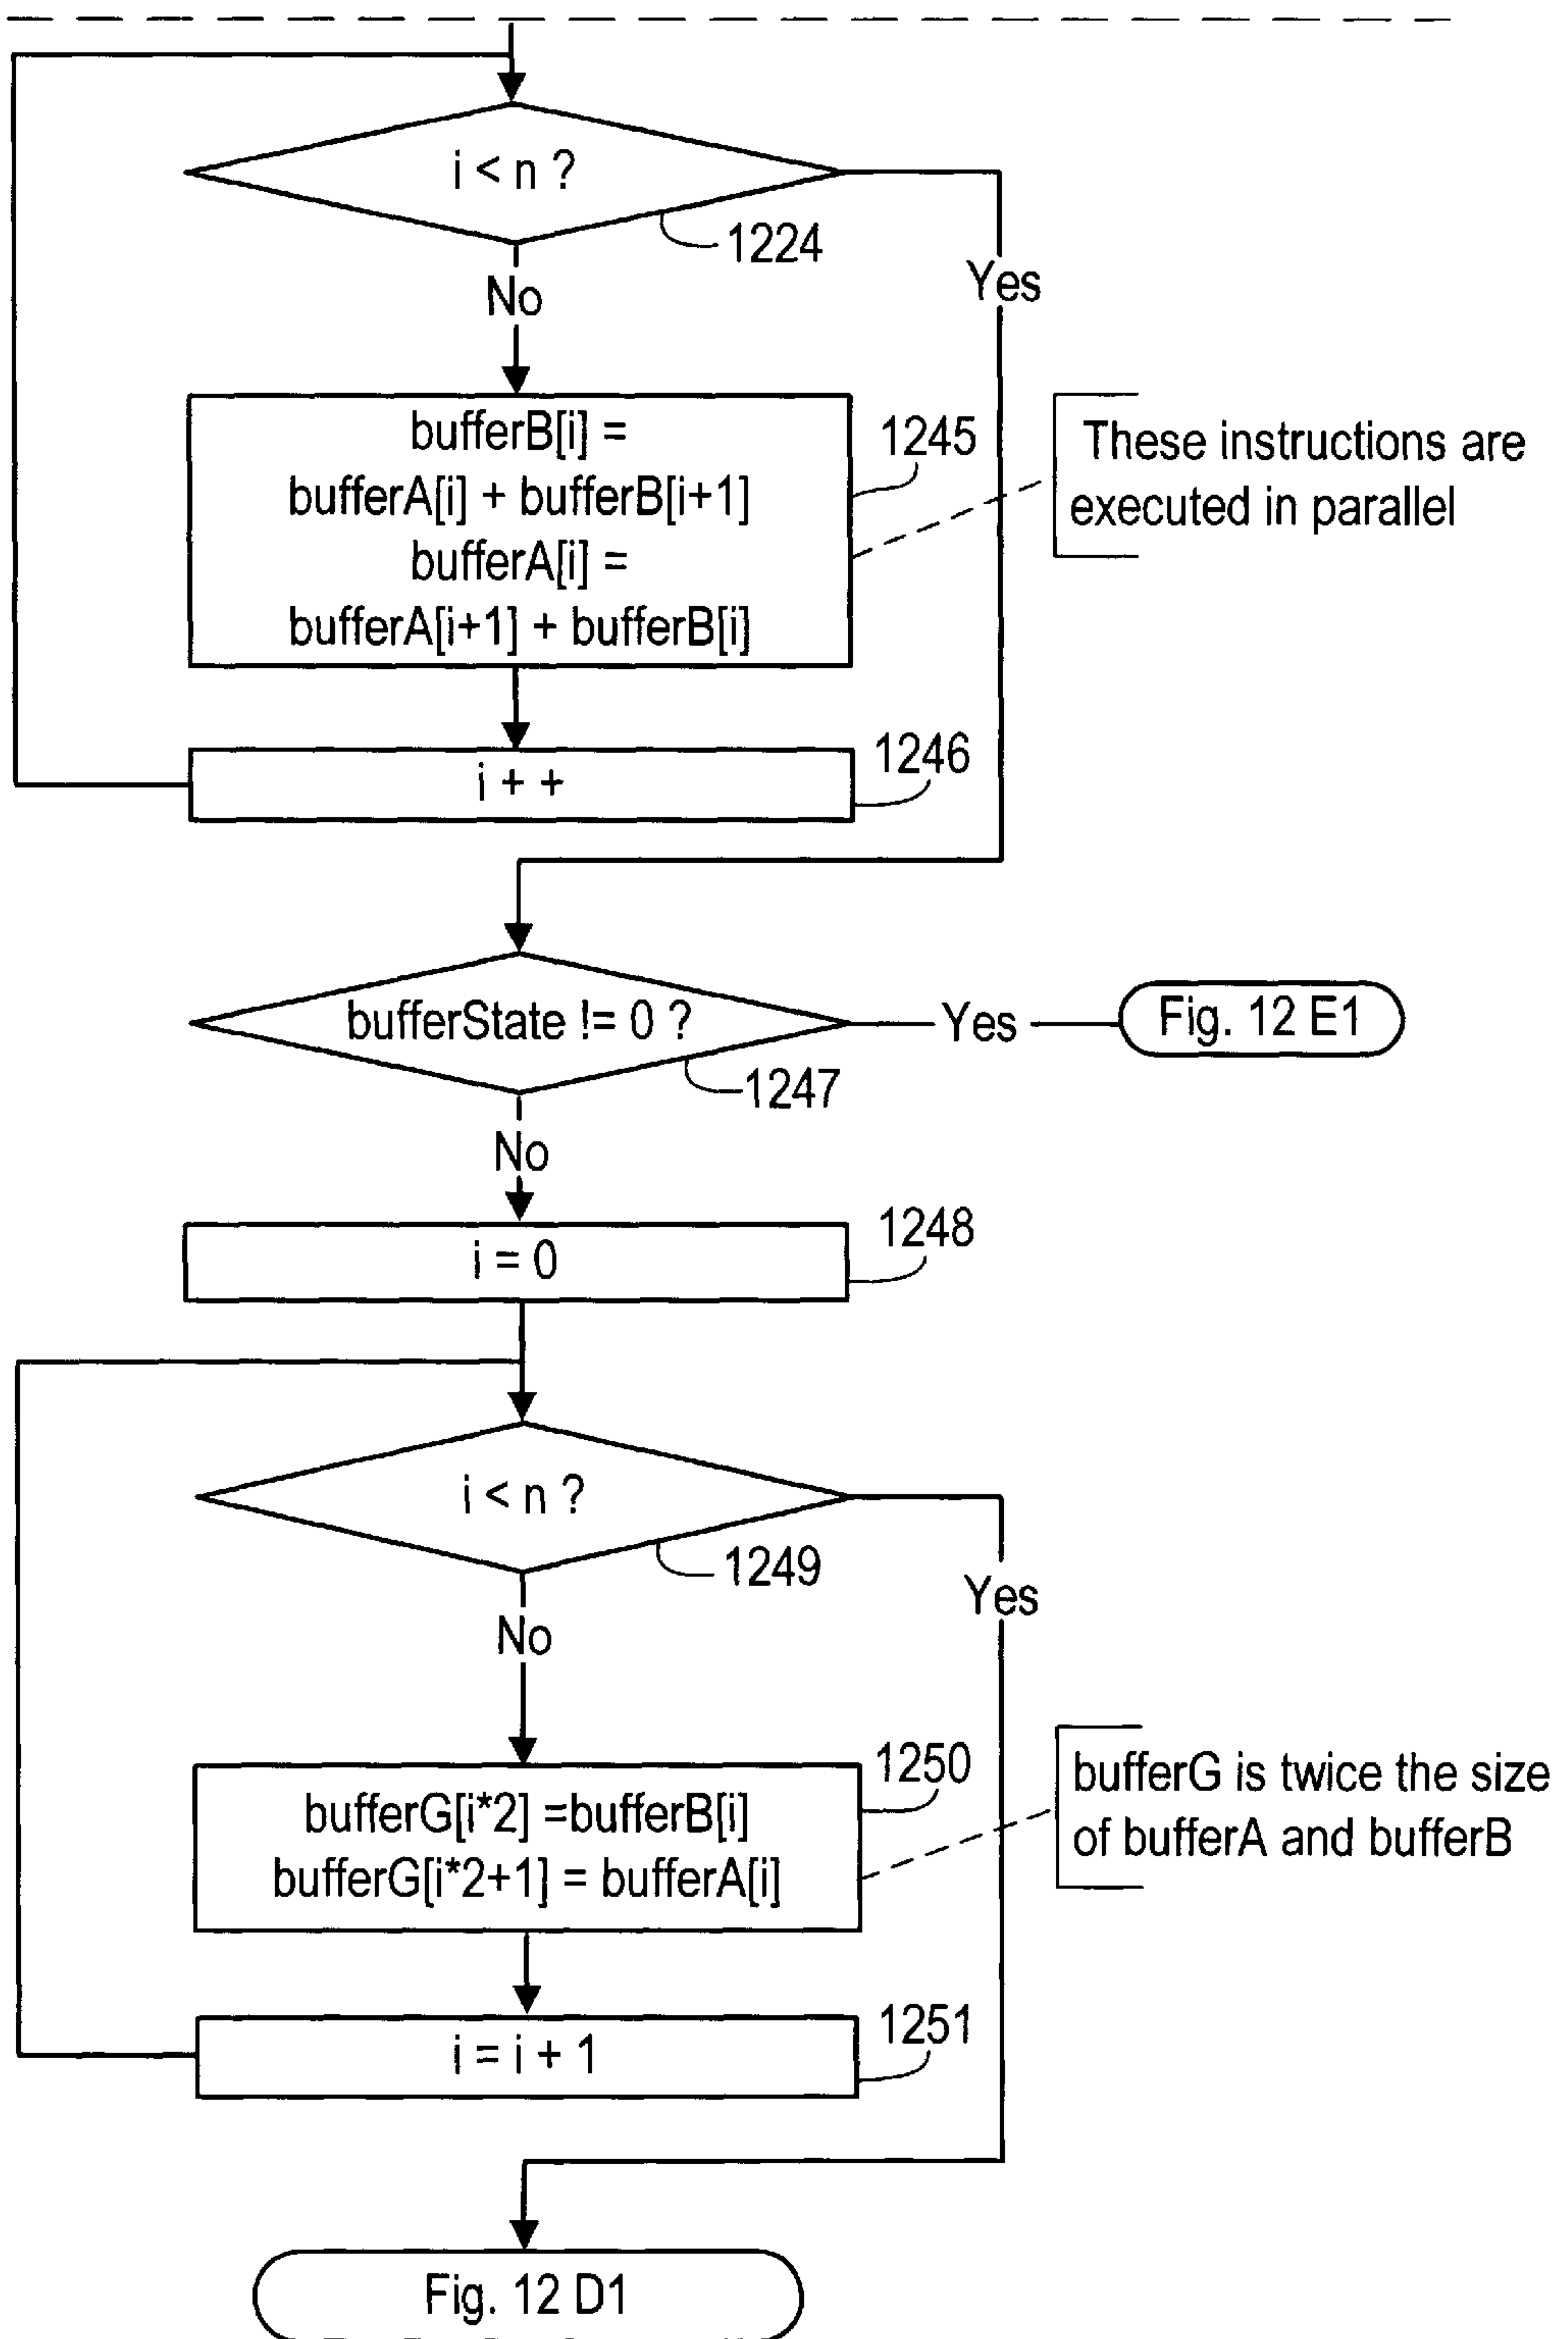 i < n ?
1224
No
Yes
bufferB[i] =
bufferA[i] + bufferB[i+1]
bufferA[i] =
bufferA[i+1] + bufferB[i]
1245
These instructions are
executed in parallel
1246
i + +
bufferState != 0 ?
Yes
Fig. 12 E1
1247
No
1248
i = 0
i < n ?
1249
Yes
No
1250
bufferG[i*2] =bufferB[i]
bufferG[i*2+1] = bufferA[i]
bufferG is twice the size
of bufferA and bufferB
1251
i = i + 1
Fig. 12 D1